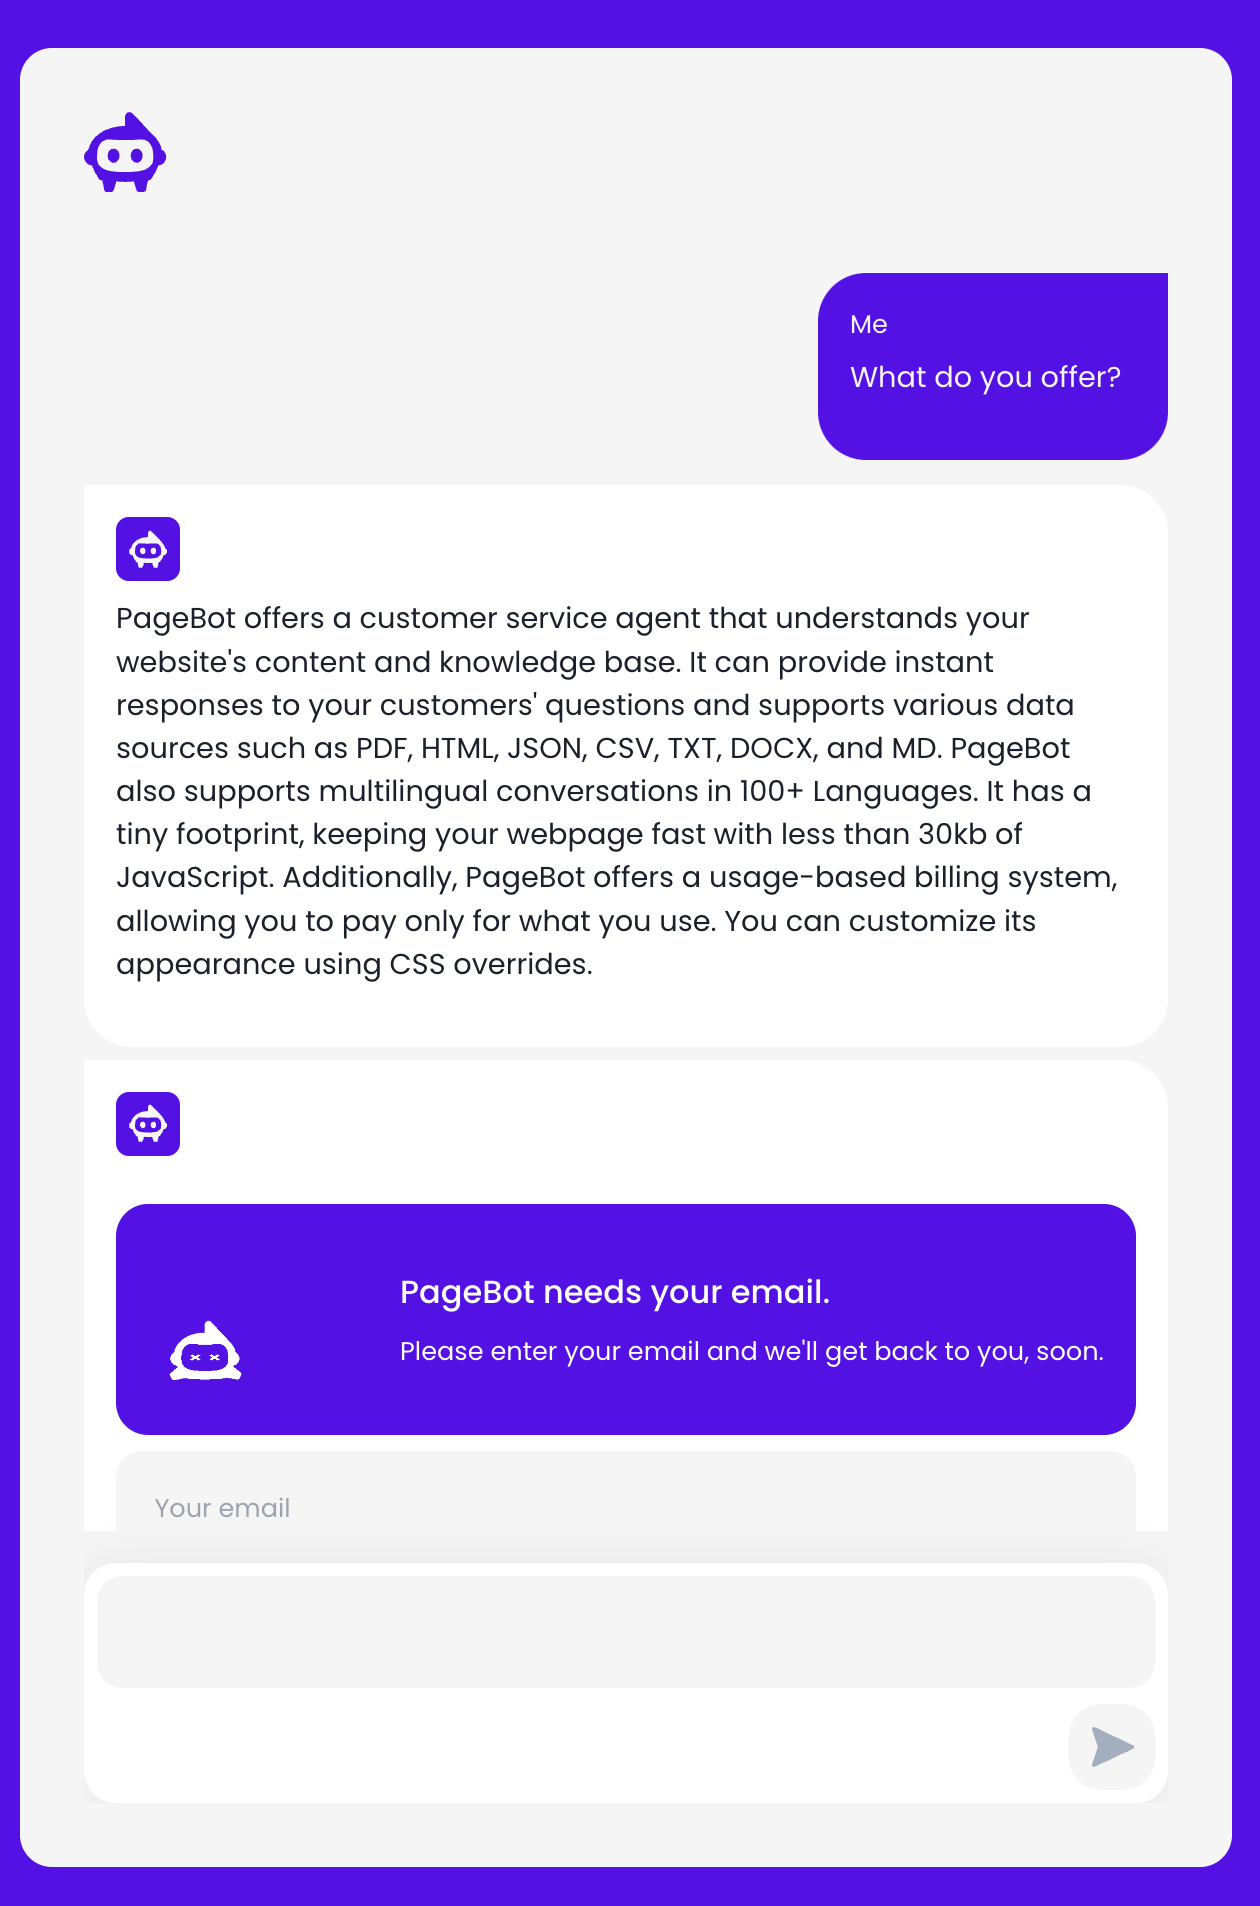 Me
What do you offer?
PageBot offers a customer service agent that understands your
website's content and knowledge base. It can provide instant
responses to your customers' questions and supports various data
sources such as PDF, HTML, JSON, CSV, TXT, DOCX, and MD. PageBot
also supports multilingual conversations in 100+ Languages. It has a
tiny footprint, keeping your webpage fast with less than 30kb of
JavaScript. Additionally, PageBot offers a usage-based billing system,
allowing you to pay only for what you use. You can customize its
appearance using CSS overrides.
PageBot needs your email.
Please enter your email and we'll get back to you, soon.
Your email